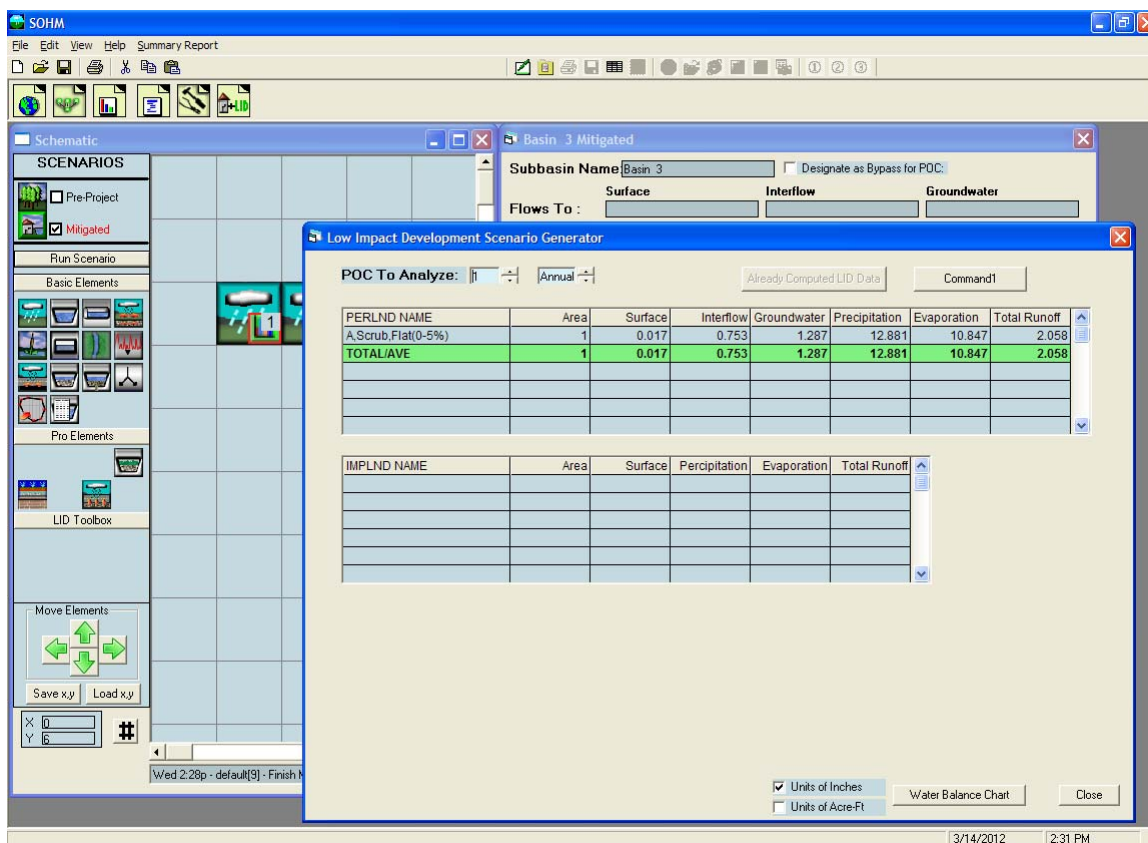 SOHM
File Edit View Help Summary Report
Schematic
SCENARIOS
Pre-Project
Mitigated
Run Scenario
Basic Elements
Pro Elements
LID Toolbox
Move Elements
Save x,y Load x,y
X 0
Y 6
#
1
Wed 2:28p - default[9] - Finish
Basin 3 Mitigated
Subbasin Name: Basin 3 Designate as Bypass for POC:
Surface Interflow Groundwater
Flows To :
Low Impact Development Scenario Generator
POC To Analyze: 1 Annual Already Computed LID Data Command1
PERLND NAME Area Surface Interflow Groundwater Precipitation Evaporation Total Runoff
A,Scrub,Flat(0-5%) 1 0.017 0.753 1.287 12.881 10.847 2.058
TOTAL/AVE 1 0.017 0.753 1.287 12.881 10.847 2.058
IMPLND NAME Area Surface Percipitation Evaporation Total Runoff
Units of Inches
Units of Acre-Ft
Water Balance Chart Close
3/14/2012 2:31 PM